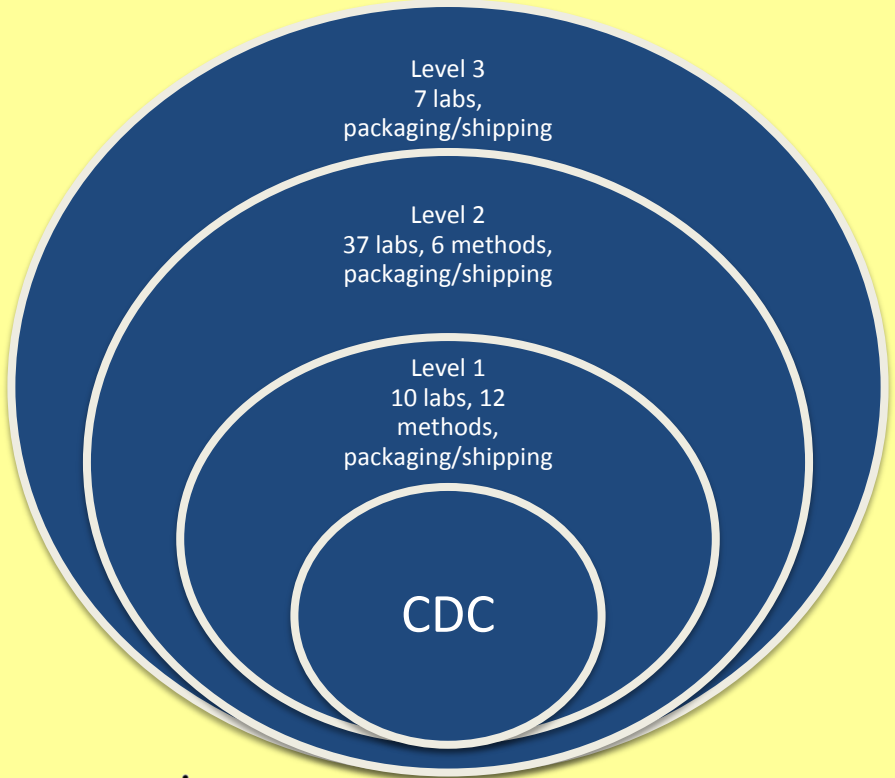 Level 3
7 labs,
packaging/shipping
Level 2
37 labs, 6 methods,
packaging/shipping
Level 1
10 labs, 12
methods,
packaging/shipping
CDC